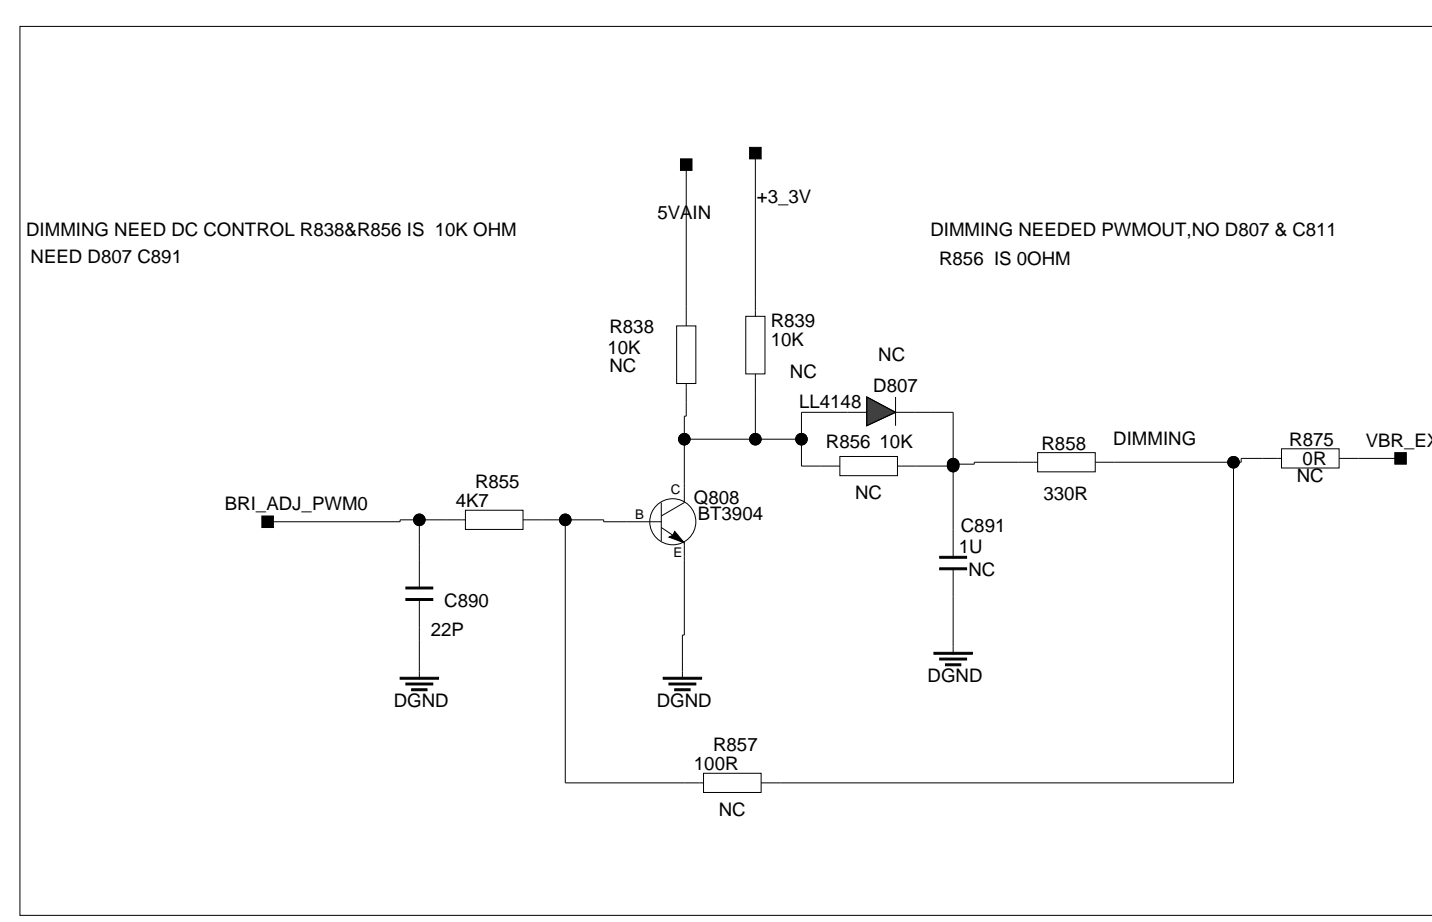 5VAIN
+3_3V
DIMMING NEED DC CONTROL R838&R856 IS  10K OHM
NEED D807 C891
DIMMING NEEDED PWMOUT,NO D807 & C811
R856  IS 0OHM
R838
10K
NC
R839
10K
NC
NC
D807
LL4148
R856 10K
NC
R858
330R
DIMMING
R875
0R
NC
VBR_EX
BRI_ADJ_PWM0
R855
4K7
C
B
E
Q808
BT3904
C891
1U
NC
C890
22P
DGND
DGND
DGND
R857
100R
NC